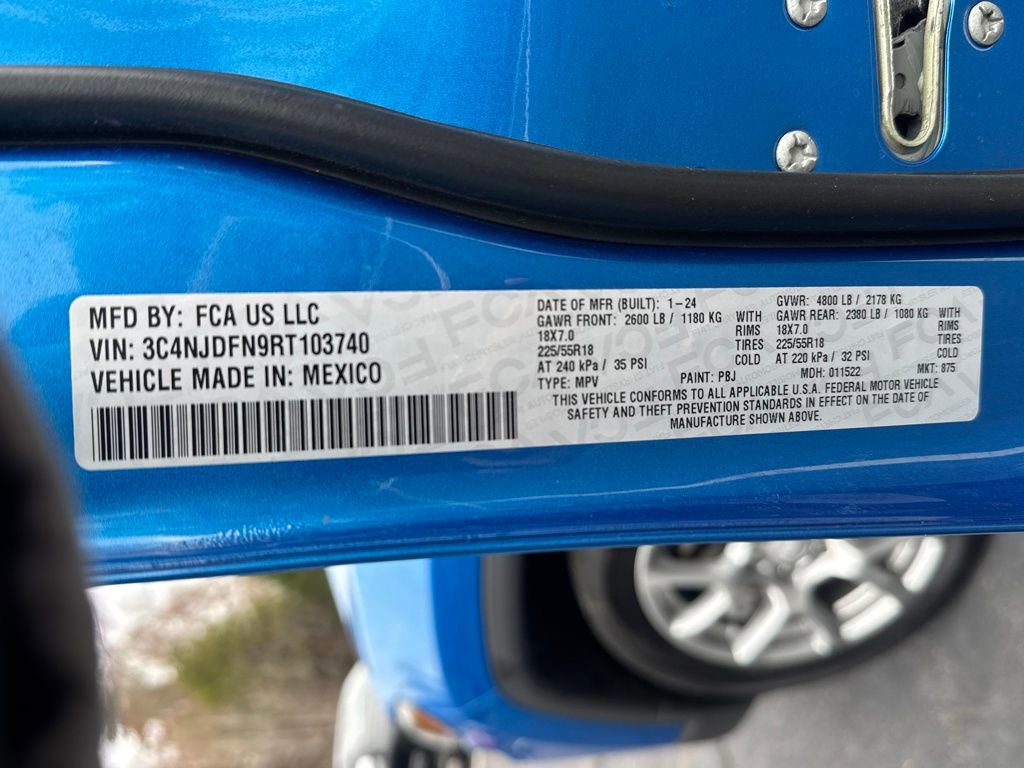 MFD BY: FCA US LLC
VIN: 3C4NJDFN9RT103740
VEHICLE MADE IN: MEXICO
DATE OF MFR (BUILT): 1-24 GVWR: 4800 LB / 2178 KG
GAWR FRONT: 2600 LB / 1180 KG WITH GAWR REAR: 2380 LB / 1080 KG WITH
18X7.0 RIMS 18X7.0 RIMS
225/55R18 TIRES 225/55R18 TIRES
AT 240 kPa / 35 PSI COLD AT 220 kPa / 32 PSI COLD
TYPE: MPV PAINT: PBJ MDH: 011522 MKT: 875
THIS VEHICLE CONFORMS TO ALL APPLICABLE U.S.A. FEDERAL MOTOR VEHICLE
SAFETY AND THEFT PREVENTION STANDARDS IN EFFECT ON THE DATE OF
MANUFACTURE SHOWN ABOVE.